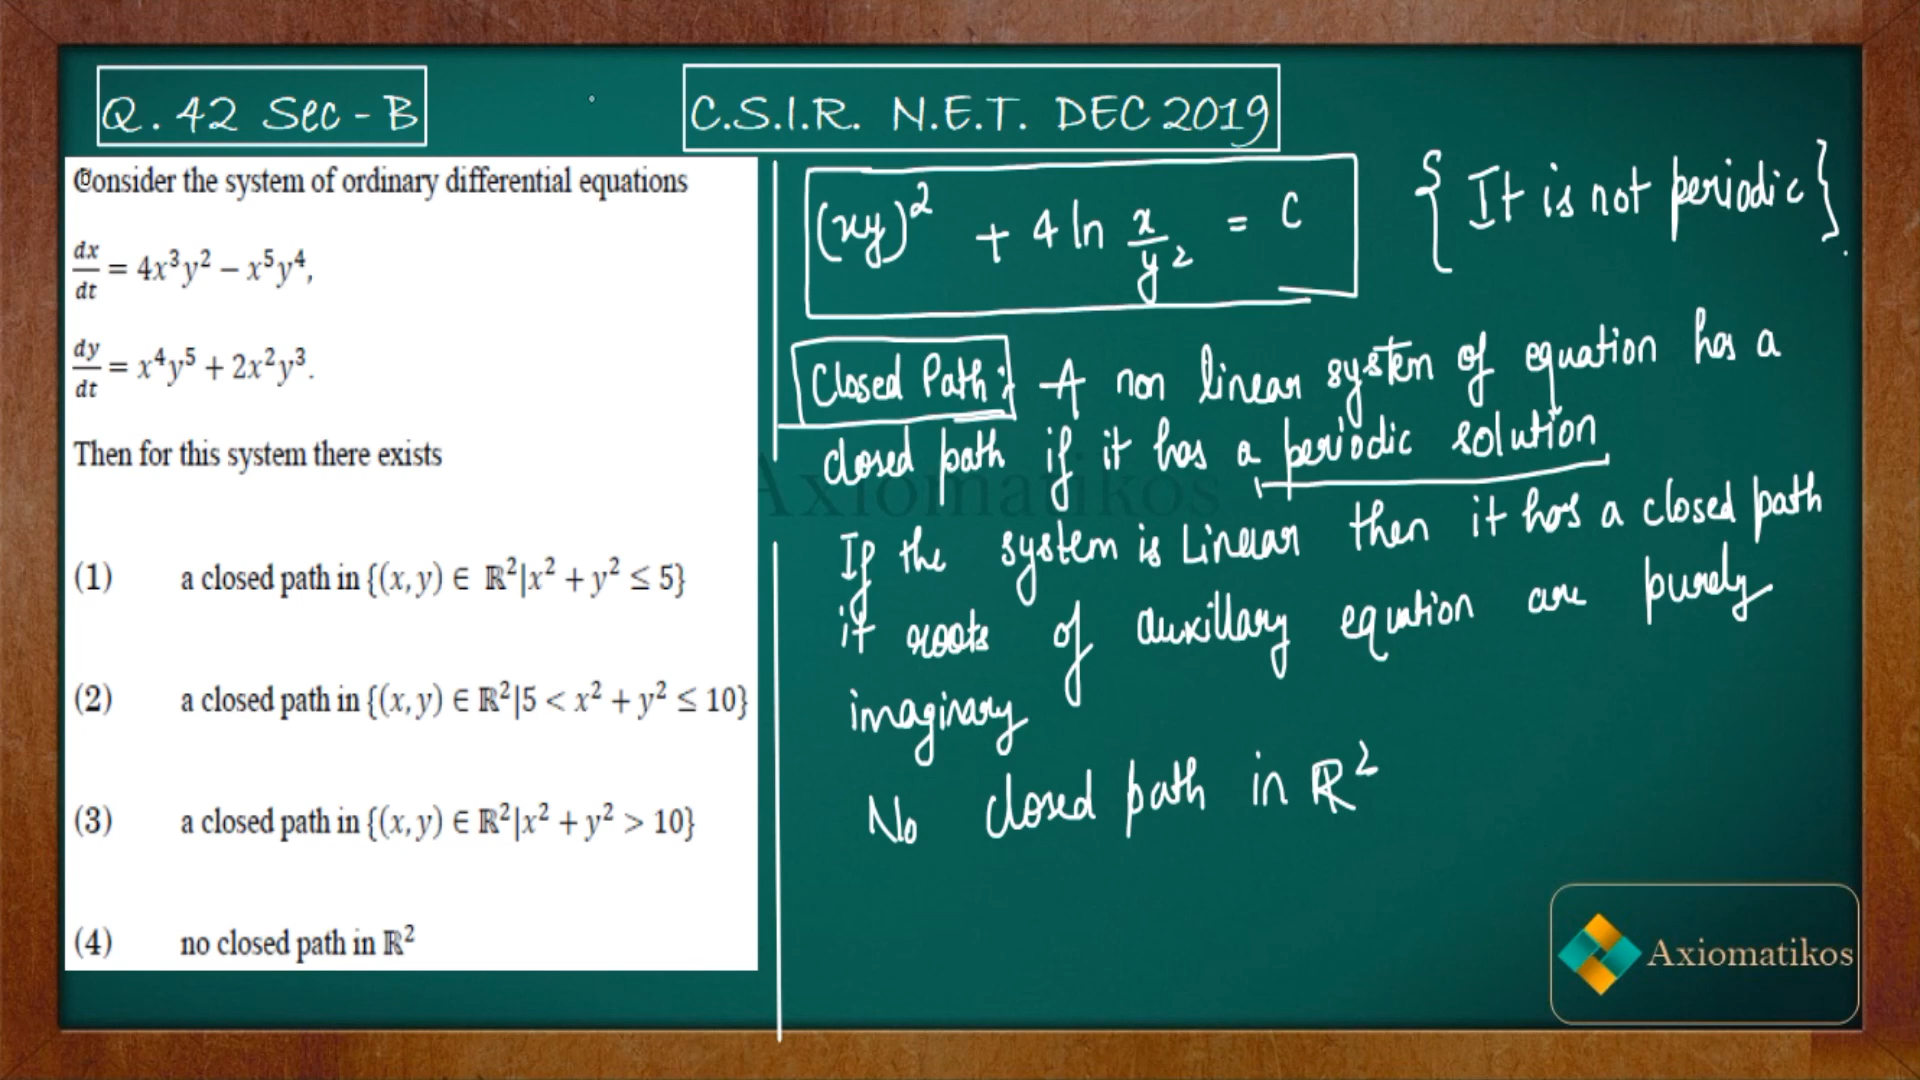 Q. 42 Sec - B
C.S.I.R. N.E.T. DEC 2019
Consider the system of ordinary differential equations
dx/dt = 4x³y² − x⁵y⁴,
dy/dt = x⁴y⁵ + 2x²y³.
Then for this system there exists
(1) a closed path in {(x, y) ∈ ℝ²|x² + y² ≤ 5}
(2) a closed path in {(x, y) ∈ ℝ²|5 < x² + y² ≤ 10}
(3) a closed path in {(x, y) ∈ ℝ²|x² + y² > 10}
(4) no closed path in ℝ²
(xy)² + 4 ln x/y² = C
{ It is not periodic }.
Closed Path :- A non linear system of equation has a
closed path if it has a periodic solution
If the system is Linear then it has a closed path
if roots of auxillary equation are purely
imaginary
No closed path in ℝ²
Axiomatikos
Axiomatikos